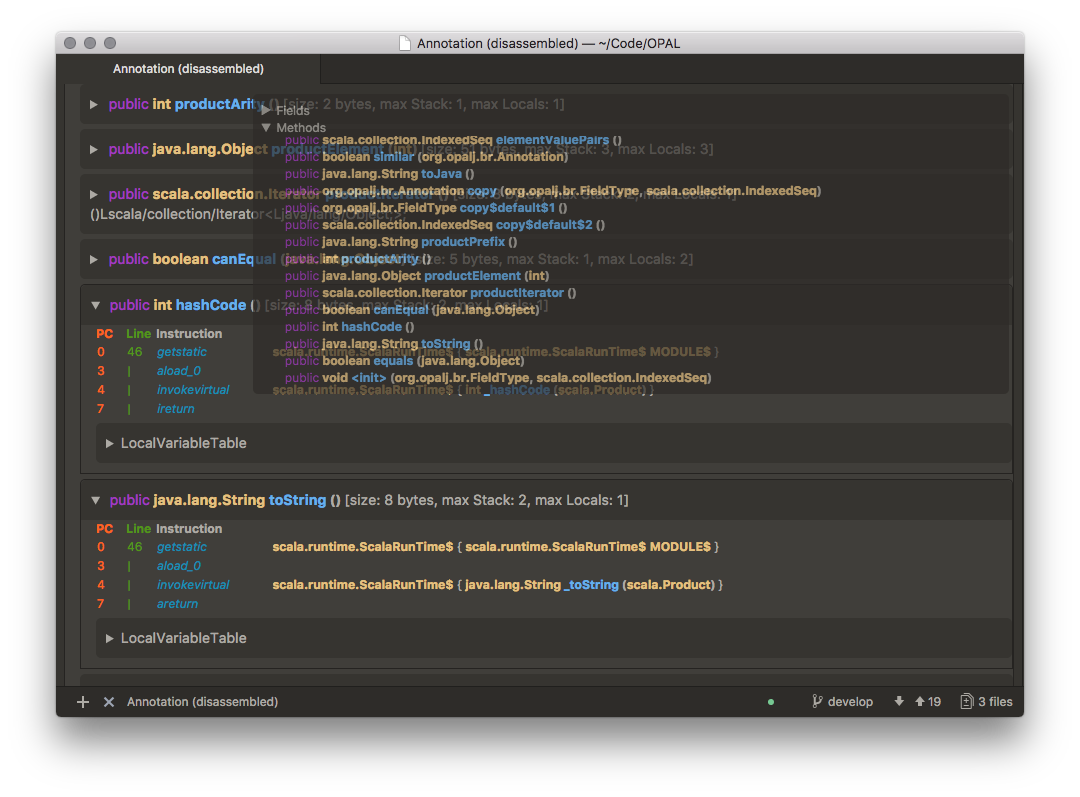 Annotation (disassembled) — ~/Code/OPAL
Annotation (disassembled)
▶ public int productArity () [size: 2 bytes, max Stack: 1, max Locals: 1]
▶ public java.lang.Object productElement (int) [size: 51 bytes, max Stack: 3, max Locals: 3]
▶ public scala.collection.Iterator productIterator () [size: 8 bytes, max Stack: 2, max Locals: 1]
()Lscala/collection/Iterator<Ljava/lang/Object;>;
▶ public boolean canEqual (java.lang.Object) [size: 5 bytes, max Stack: 1, max Locals: 2]
▼ public int hashCode () [size: 8 bytes, max Stack: 2, max Locals: 1]
PC Line Instruction
0 46 getstatic scala.runtime.ScalaRunTime$ { scala.runtime.ScalaRunTime$ MODULE$ }
3 | aload_0
4 | invokevirtual scala.runtime.ScalaRunTime$ { int _hashCode (scala.Product) }
7 | ireturn
▶ LocalVariableTable
▶ Fields
▼ Methods
public scala.collection.IndexedSeq elementValuePairs ()
public boolean similar (org.opalj.br.Annotation)
public java.lang.String toJava ()
public org.opalj.br.Annotation copy (org.opalj.br.FieldType, scala.collection.IndexedSeq)
public org.opalj.br.FieldType copy$default$1 ()
public scala.collection.IndexedSeq copy$default$2 ()
public java.lang.String productPrefix ()
public int productArity ()
public java.lang.Object productElement (int)
public scala.collection.Iterator productIterator ()
public boolean canEqual (java.lang.Object)
public int hashCode ()
public java.lang.String toString ()
public boolean equals (java.lang.Object)
public void <init> (org.opalj.br.FieldType, scala.collection.IndexedSeq)
▼ public java.lang.String toString () [size: 8 bytes, max Stack: 2, max Locals: 1]
PC Line Instruction
0 46 getstatic scala.runtime.ScalaRunTime$ { scala.runtime.ScalaRunTime$ MODULE$ }
3 | aload_0
4 | invokevirtual scala.runtime.ScalaRunTime$ { java.lang.String _toString (scala.Product) }
7 | areturn
▶ LocalVariableTable
Annotation (disassembled) develop 19 3 files